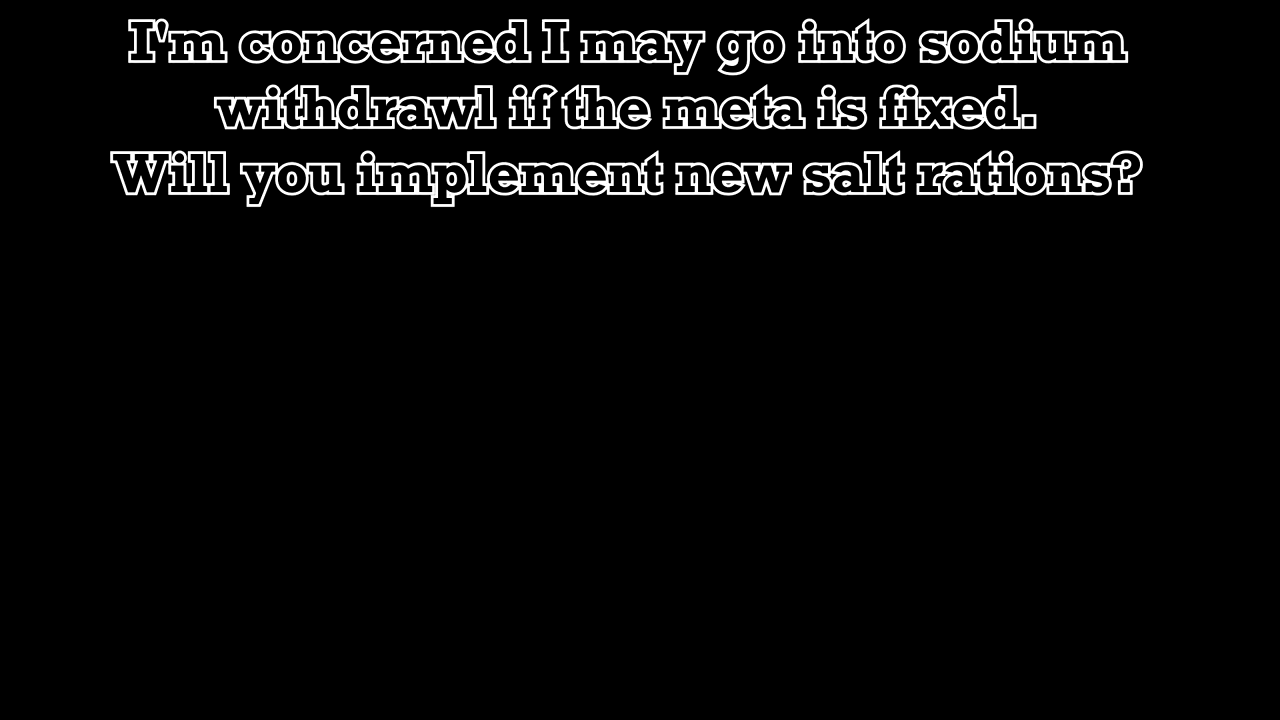 I'm concerned I may go into sodium
withdrawl if the meta is fixed.
Will you implement new salt rations?